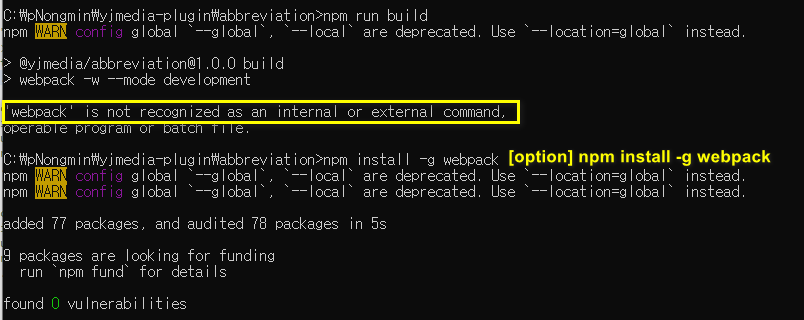 C:₩pNongmin₩yjmedia-plugin₩abbreviation>npm run build
npm WARN config global `--global`, `--local` are deprecated. Use `--location=global` instead.
> @yjmedia/abbreviation@1.0.0 build
> webpack -w --mode development
'webpack' is not recognized as an internal or external command,
operable program or batch file.
C:₩pNongmin₩yjmedia-plugin₩abbreviation>npm install -g webpack [option] npm install -g webpack
npm WARN config global `--global`, `--local` are deprecated. Use `--location=global` instead.
npm WARN config global `--global`, `--local` are deprecated. Use `--location=global` instead.
added 77 packages, and audited 78 packages in 5s
9 packages are looking for funding
run `npm fund` for details
found 0 vulnerabilities